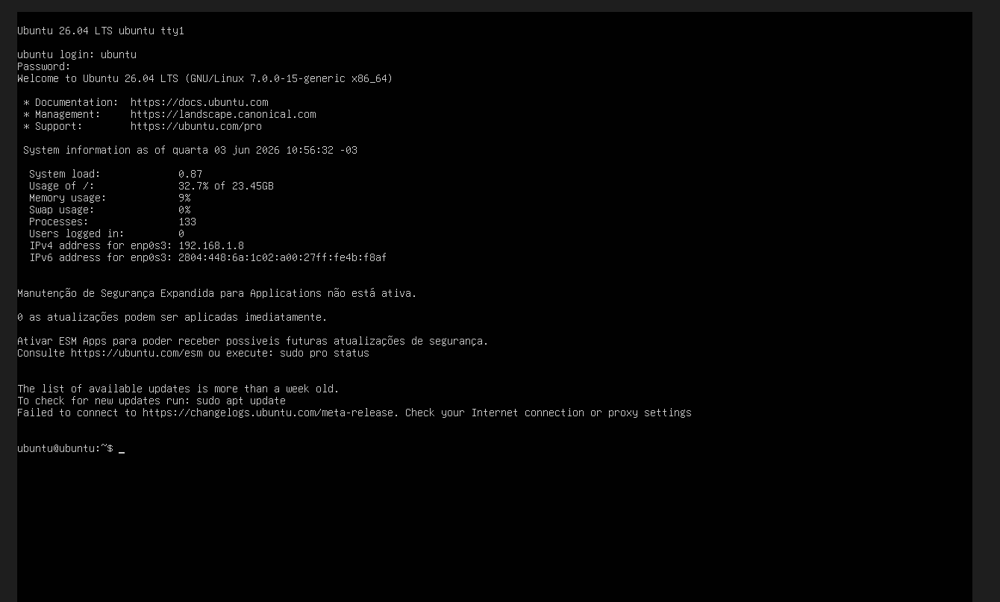 Ubuntu 26.04 LTS ubuntu tty1
ubuntu login: ubuntu
Password:
Welcome to Ubuntu 26.04 LTS (GNU/Linux 7.0.0-15-generic x86_64)
* Documentation:  https://docs.ubuntu.com
* Management:     https://landscape.canonical.com
* Support:        https://ubuntu.com/pro
System information as of quarta 03 jun 2026 10:56:32 -03
System load:             0.87
Usage of /:              32.7% of 23.45GB
Memory usage:            9%
Swap usage:              0%
Processes:               133
Users logged in:         0
IPv4 address for enp0s3: 192.168.1.8
IPv6 address for enp0s3: 2804:448:6a:1c02:a00:27ff:fe4b:f8af
Manutenção de Segurança Expandida para Applications não está ativa.
0 as atualizações podem ser aplicadas imediatamente.
Ativar ESM Apps para poder receber possiveis futuras atualizações de segurança.
Consulte https://ubuntu.com/esm ou execute: sudo pro status
The list of available updates is more than a week old.
To check for new updates run: sudo apt update
Failed to connect to https://changelogs.ubuntu.com/meta-release. Check your Internet connection or proxy settings
ubuntu@ubuntu:~$ _